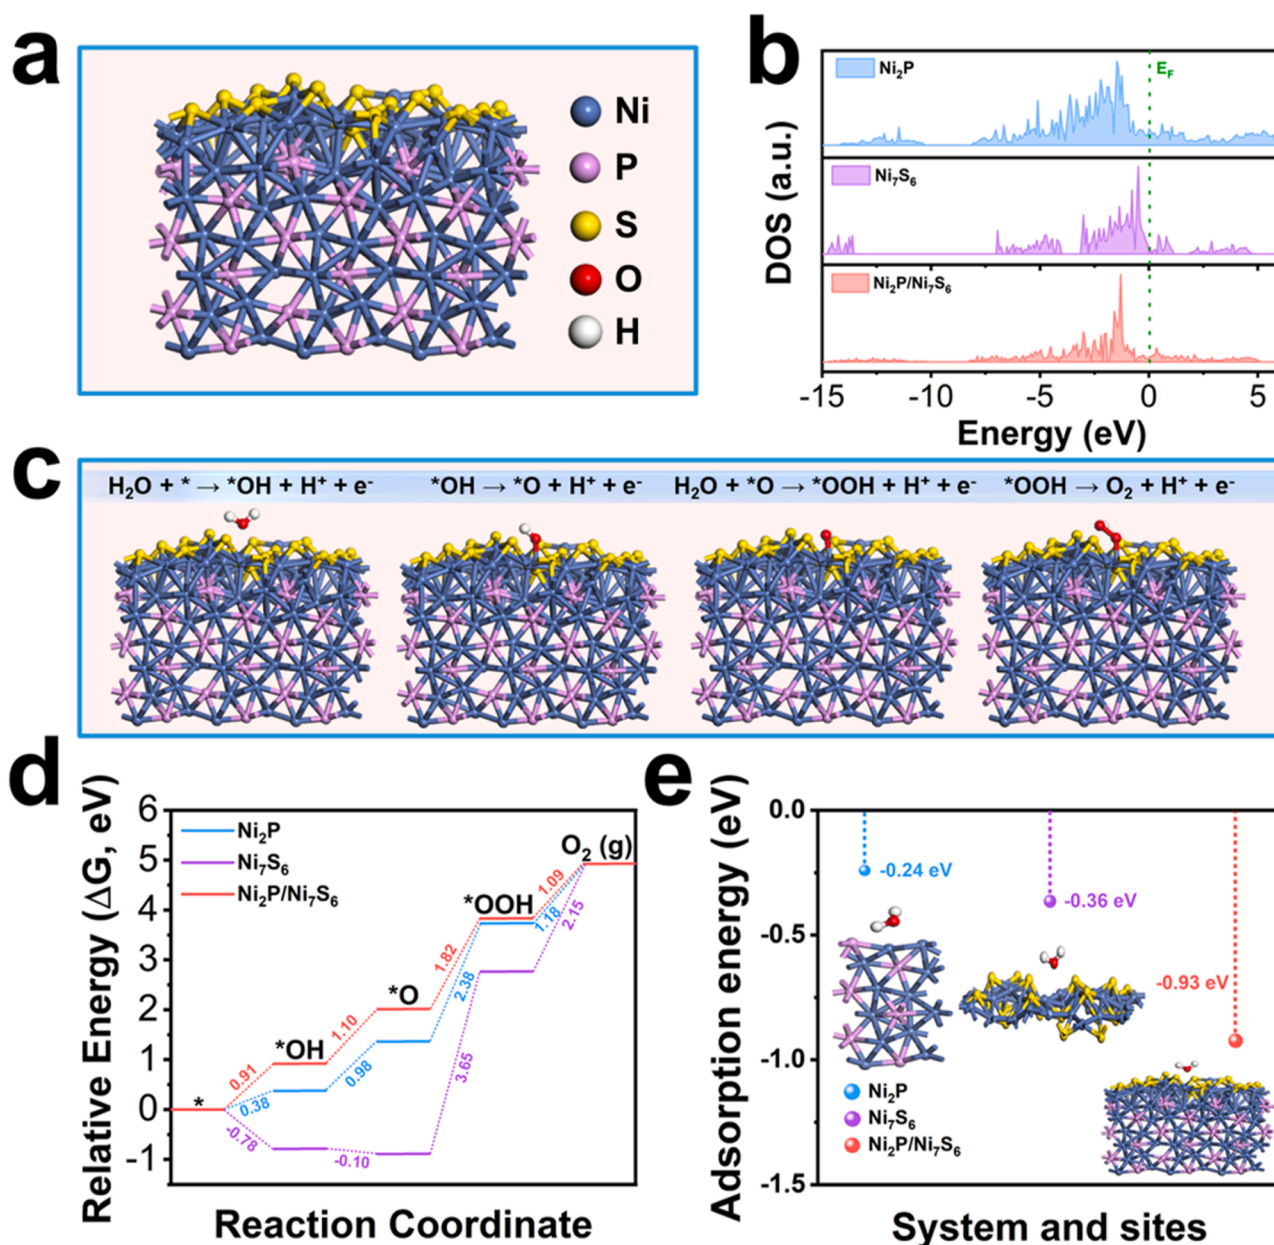 a
Ni
P
S
O
H
b
Ni₂P
E_F
Ni₇S₆
Ni₂P/Ni₇S₆
DOS (a.u.)
-15 -10 -5 0 5
Energy (eV)
c
H₂O + * → *OH + H⁺ + e⁻
*OH → *O + H⁺ + e⁻
H₂O + *O → *OOH + H⁺ + e⁻
*OOH → O₂ + H⁺ + e⁻
d
Relative Energy (ΔG, eV)
6
5
4
3
2
1
0
-1
Ni₂P
Ni₇S₆
Ni₂P/Ni₇S₆
*
*OH
*O
*OOH
O₂ (g)
0.91
1.10
1.82
1.09
0.38
0.98
2.38
1.18
-0.78
-0.10
3.65
2.15
Reaction Coordinate
e
Adsorption energy (eV)
0.0
-0.5
-1.0
-1.5
-0.24 eV
-0.36 eV
-0.93 eV
Ni₂P
Ni₇S₆
Ni₂P/Ni₇S₆
System and sites